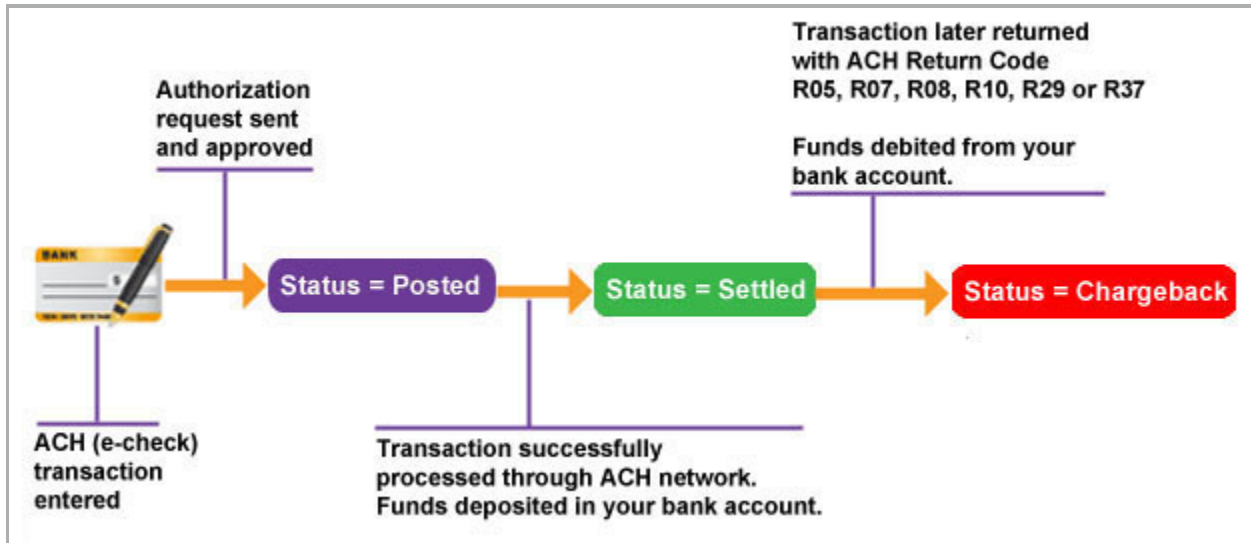 Transaction later returned
with ACH Return Code
R05, R07, R08, R10, R29 or R37
Funds debited from your
bank account.
Authorization
request sent
and approved
BANK
$
Status = Posted
Status = Settled
Status = Chargeback
ACH (e-check)
transaction
entered
Transaction successfully
processed through ACH network.
Funds deposited in your bank account.